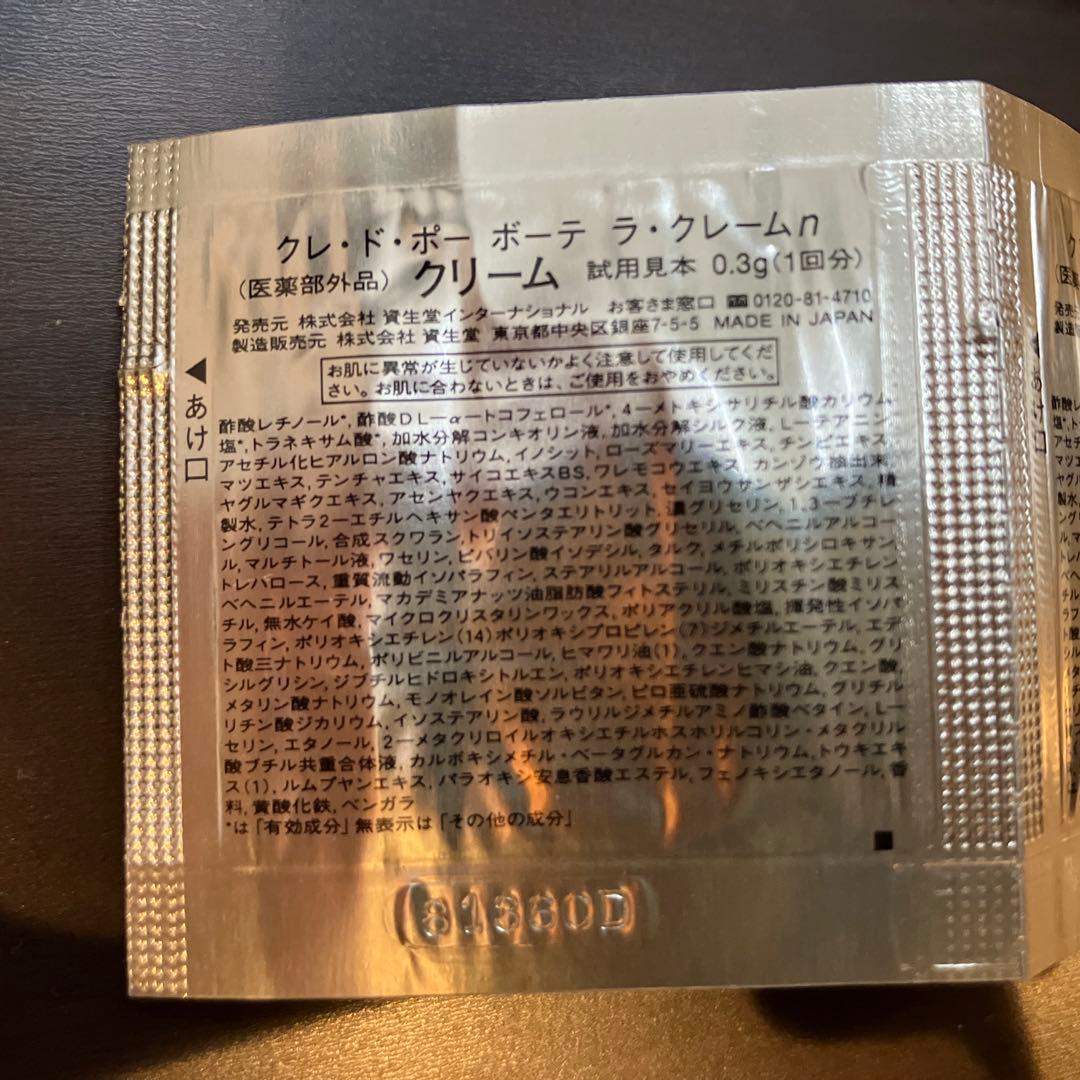 クレ・ド・ポー ボーテ ラ・クレームn
(医薬部外品) クリーム 試用見本 0.3g(1回分)
発売元 株式会社 資生堂インターナショナル お客さま窓口 0120-81-4710
製造販売元 株式会社 資生堂 東京都中央区銀座7-5-5 MADE IN JAPAN
お肌に異常が生じていないかよく注意して使用してくだ
さい。お肌に合わないときは、ご使用をおやめください。
◀あけ口
酢酸レチノール*, 酢酸DL−α−トコフェロール*, 4−メトキシサリチル酸カリウム
塩*, トラネキサム酸*, 加水分解コンキオリン液, 加水分解シルク液, L−テアニン,
アセチル化ヒアルロン酸ナトリウム, イノシット, ローズマリーエキス, チンピエキス,
マツエキス, テンチャエキス, サイコエキスBS, ワレモコウエキス, カンゾウ抽出末,
ヤグルマギクエキス, アセンヤクエキス, ウコンエキス, セイヨウサンザシエキス, 精
製水, テトラ2−エチルヘキサン酸ペンタエリトリット, 濃グリセリン, 1,3−ブチレ
ングリコール, 合成スクワラン, トリイソステアリン酸グリセリル, ベヘニルアルコー
ル, マルチトール液, ワセリン, ピバリン酸イソデシル, タルク, メチルポリシロキサン,
トレハロース, 重質流動イソパラフィン, ステアリルアルコール, ポリオキシエチレン
ベヘニルエーテル, マカデミアナッツ油脂肪酸フィトステリル, ミリスチン酸ミリス
チル, 無水ケイ酸, マイクロクリスタリンワックス, ポリアクリル酸塩, 揮発性イソパ
ラフィン, ポリオキシエチレン(14)ポリオキシプロピレン(7)ジメチルエーテル, エデ
ト酸三ナトリウム, ポリビニルアルコール, ヒマワリ油(1), クエン酸ナトリウム, グリ
シルグリシン, ジブチルヒドロキシトルエン, ポリオキシエチレンヒマシ油, クエン酸,
メタリン酸ナトリウム, モノオレイン酸ソルビタン, ピロ亜硫酸ナトリウム, グリチル
リチン酸ジカリウム, イソステアリン酸, ラウリルジメチルアミノ酢酸ベタイン, L−
セリン, エタノール, 2−メタクリロイルオキシエチルホスホリルコリン・メタクリル
酸ブチル共重合体液, カルボキシメチル・ベータグルカン・ナトリウム, トウキエキ
ス(1), ルムプヤンエキス, パラオキシ安息香酸エステル, フェノキシエタノール, 香
料, 黄酸化鉄, ベンガラ
*は「有効成分」無表示は「その他の成分」